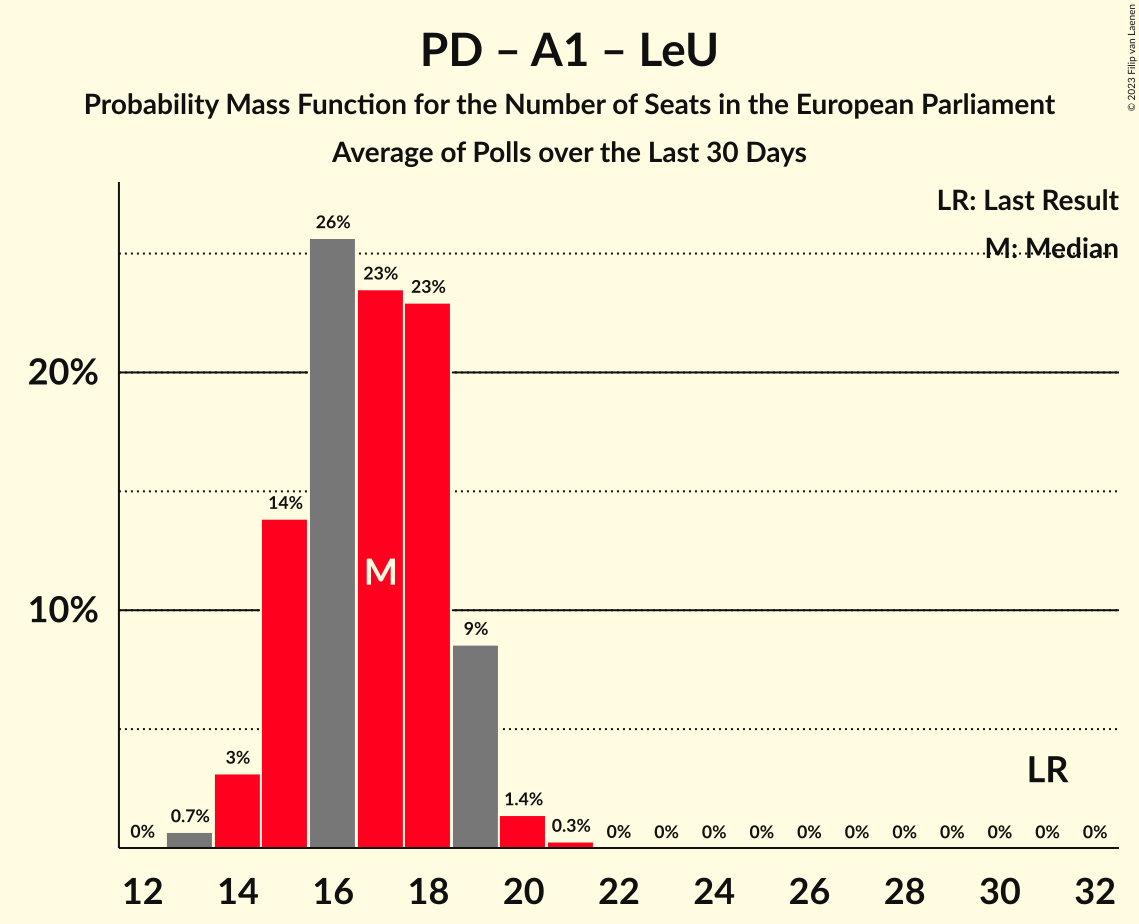 PD – A1 – LeU
Probability Mass Function for the Number of Seats in the European Parliament
Average of Polls over the Last 30 Days
© 2023 Filip van Laenen
LR: Last Result
M: Median
26%
23%
23%
20%
14%
M
10%
9%
3%
LR
1.4%
0.7%
0.3%
0%
0% 0% 0% 0% 0% 0% 0% 0% 0% 0% 0%
12 14 16 18 20 22 24 26 28 30 32